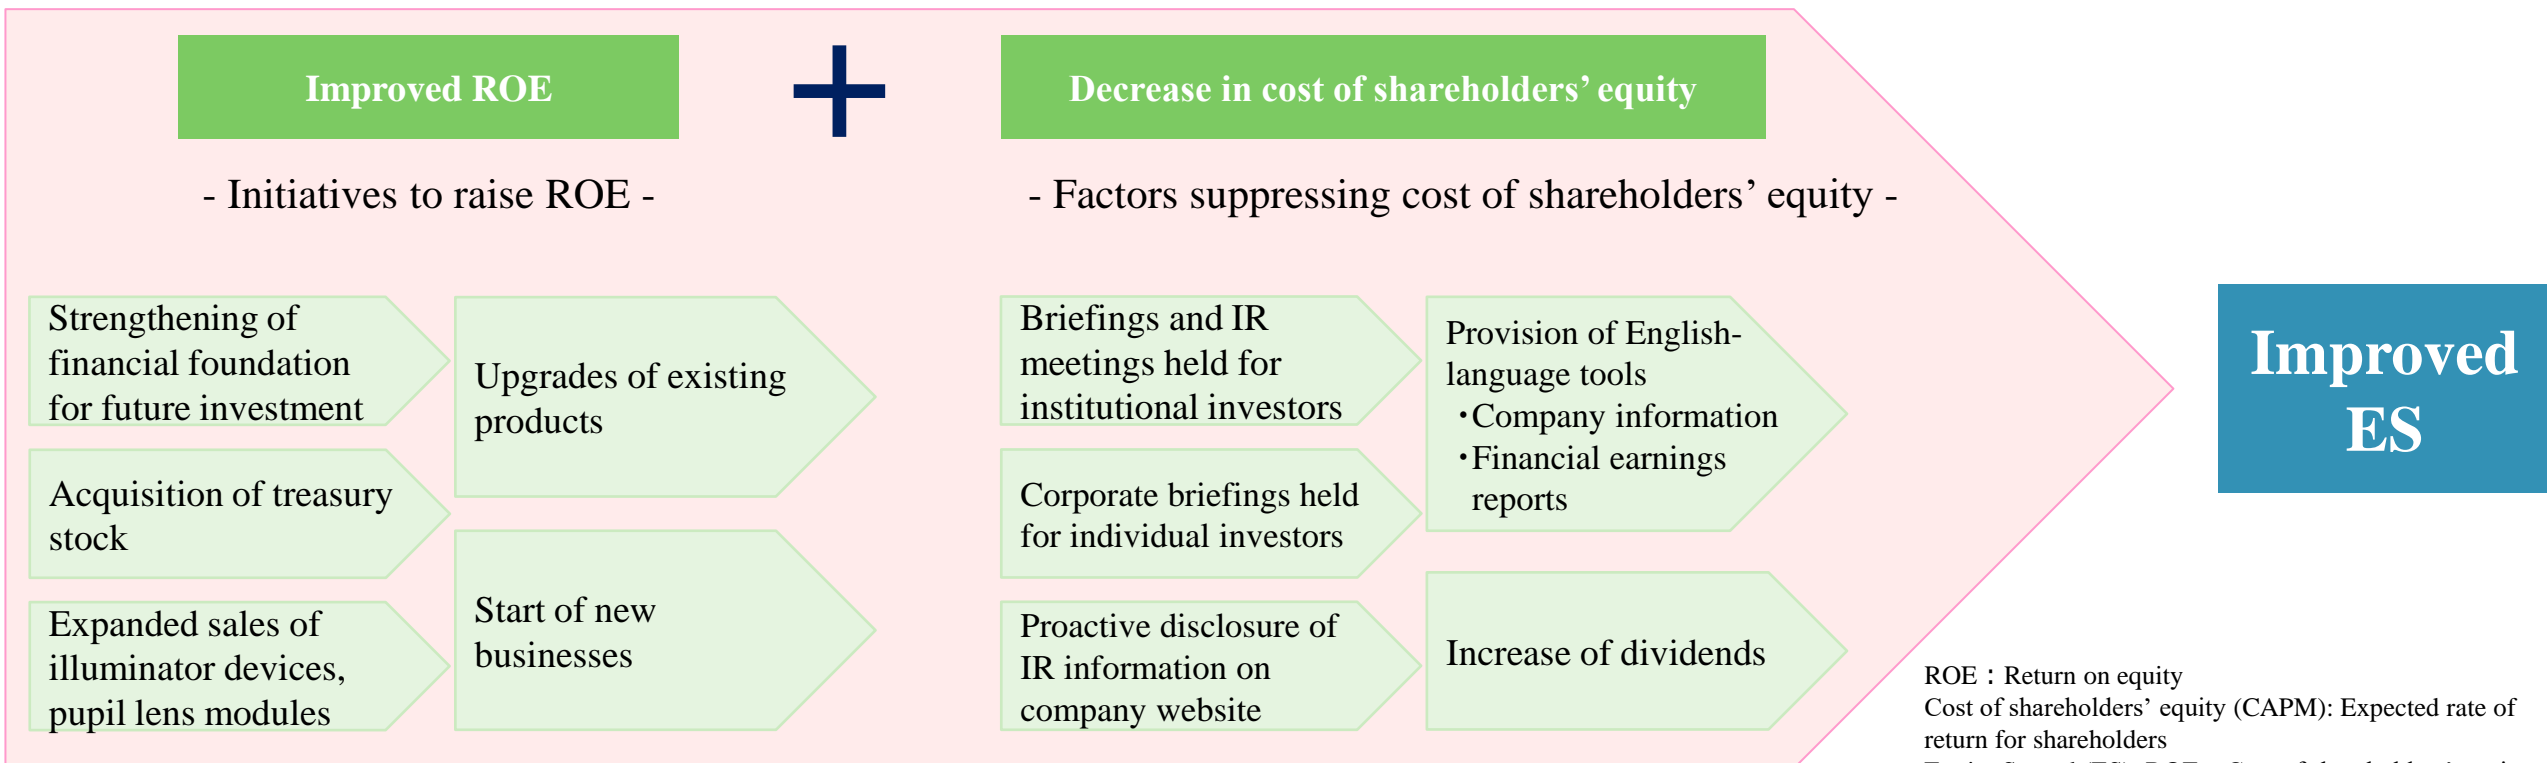 Improved ROE
+
Decrease in cost of shareholders’ equity
- Initiatives to raise ROE -
- Factors suppressing cost of shareholders’ equity -
Strengthening of
financial foundation
for future investment
Acquisition of treasury
stock
Expanded sales of
illuminator devices,
pupil lens modules
Upgrades of existing
products
Start of new
businesses
Briefings and IR
meetings held for
institutional investors
Corporate briefings held
for individual investors
Proactive disclosure of
IR information on
company website
Provision of English-
language tools
・Company information
・Financial earnings
reports
Increase of dividends
Improved
ES
ROE：Return on equity
Cost of shareholders’ equity (CAPM): Expected rate of
return for shareholders